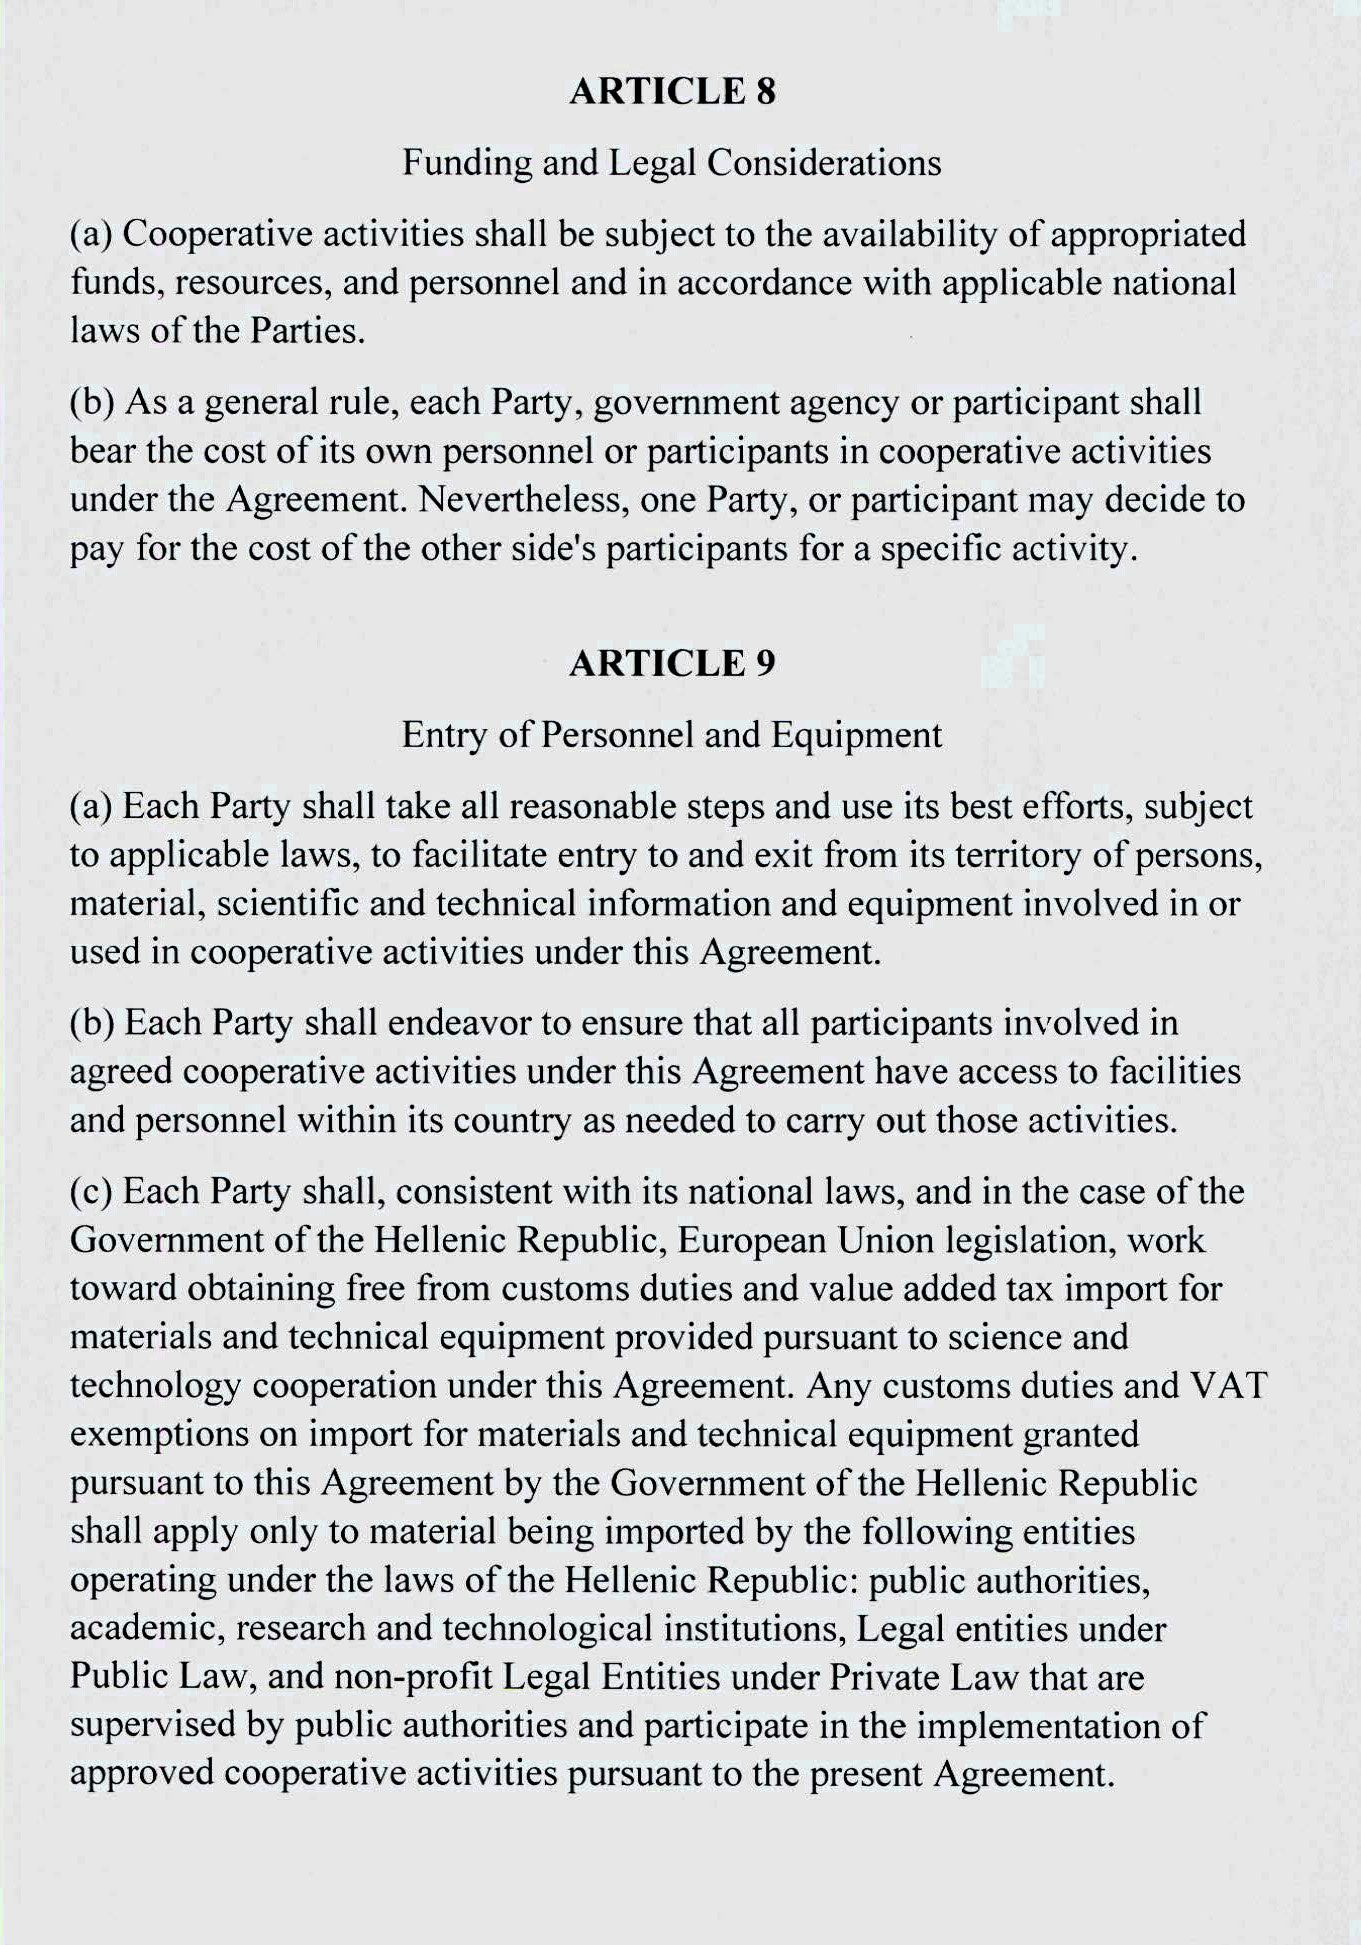 ARTICLE 8
Funding and Legal Considerations
(a) Cooperative activities shall be subject to the availability of appropriated
funds, resources, and personnel and in accordance with applicable national
laws of the Parties.
(b) As a general rule, each Party, government agency or participant shall
bear the cost of its own personnel or participants in cooperative activities
under the Agreement. Nevertheless, one Party, or participant may decide to
pay for the cost of the other side's participants for a specific activity.
ARTICLE 9
Entry of Personnel and Equipment
(a) Each Party shall take all reasonable steps and use its best efforts, subject
to applicable laws, to facilitate entry to and exit from its territory of persons,
material, scientific and technical information and equipment involved in or
used in cooperative activities under this Agreement.
(b) Each Party shall endeavor to ensure that all participants involved in
agreed cooperative activities under this Agreement have access to facilities
and personnel within its country as needed to carry out those activities.
(c) Each Party shall, consistent with its national laws, and in the case of the
Government of the Hellenic Republic, European Union legislation, work
toward obtaining free from customs duties and value added tax import for
materials and technical equipment provided pursuant to science and
technology cooperation under this Agreement. Any customs duties and VAT
exemptions on import for materials and technical equipment granted
pursuant to this Agreement by the Government of the Hellenic Republic
shall apply only to material being imported by the following entities
operating under the laws of the Hellenic Republic: public authorities,
academic, research and technological institutions, Legal entities under
Public Law, and non-profit Legal Entities under Private Law that are
supervised by public authorities and participate in the implementation of
approved cooperative activities pursuant to the present Agreement.